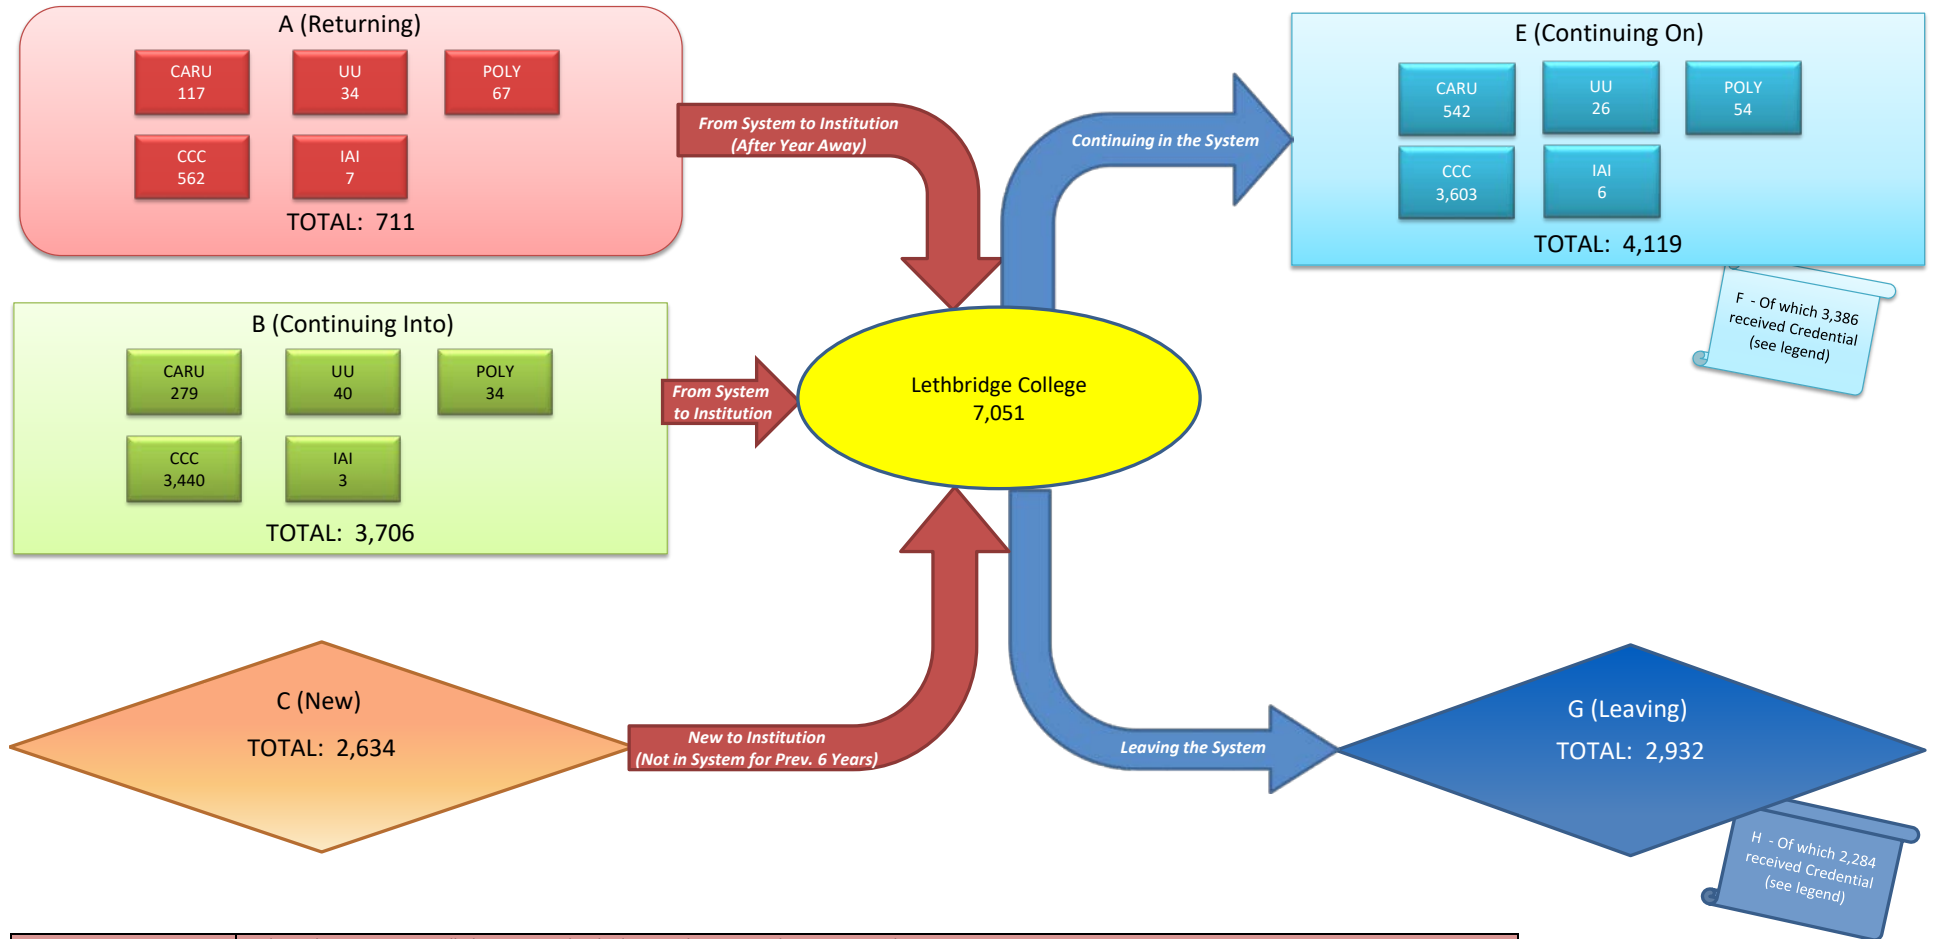 A (Returning)
CARU
117
UU
34
POLY
67
CCC
562
IAI
7
TOTAL: 711
From System to Institution
(After Year Away)
Continuing in the System
E (Continuing On)
CARU
542
UU
26
POLY
54
CCC
3,603
IAI
6
TOTAL: 4,119
F - Of which 3,386
received Credential
(see legend)
B (Continuing Into)
CARU
279
UU
40
POLY
34
CCC
3,440
IAI
3
TOTAL: 3,706
From System
to Institution
Lethbridge College
7,051
C (New)
TOTAL: 2,634
New to Institution
(Not in System for Prev. 6 Years)
Leaving the System
G (Leaving)
TOTAL: 2,932
H - Of which 2,284
received Credential
(see legend)